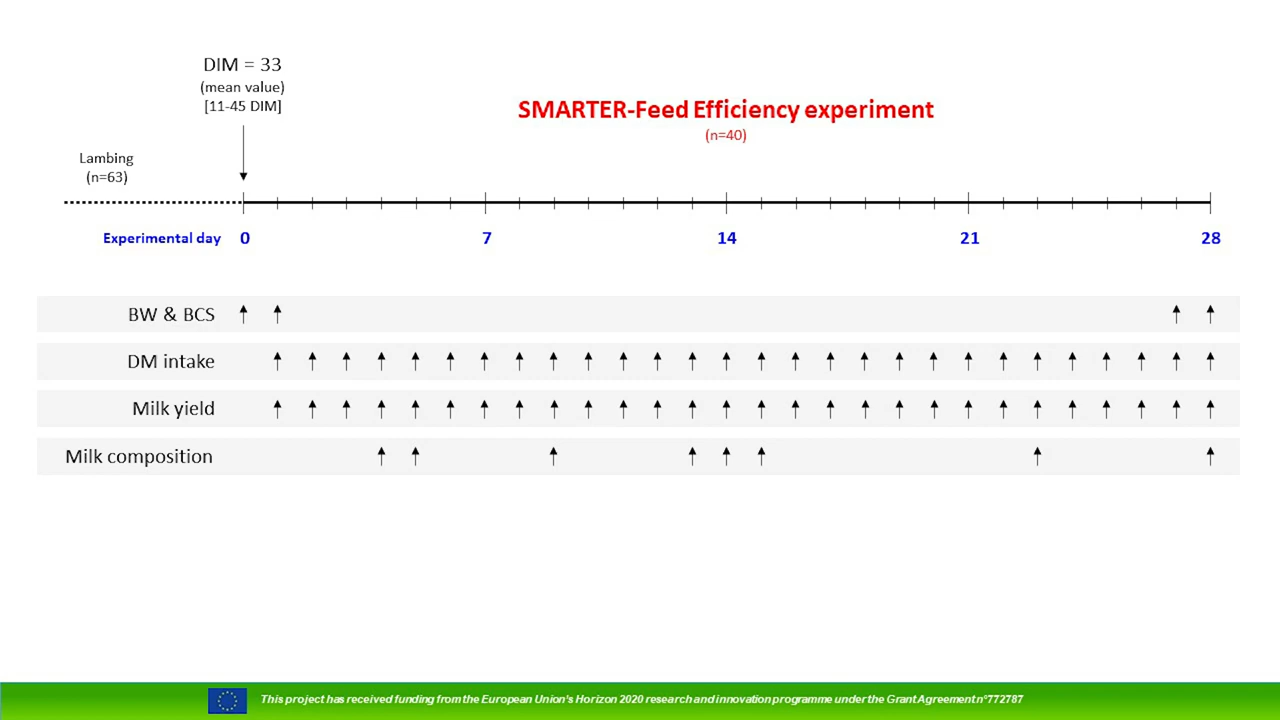 DIM = 33
(mean value)
[11-45 DIM]
SMARTER-Feed Efficiency experiment
(n=40)
Lambing
(n=63)
Experimental day 0 7 14 21 28
BW & BCS
DM intake
Milk yield
Milk composition
This project has received funding from the European Union's Horizon 2020 research and innovation programme under the Grant Agreement n°772787